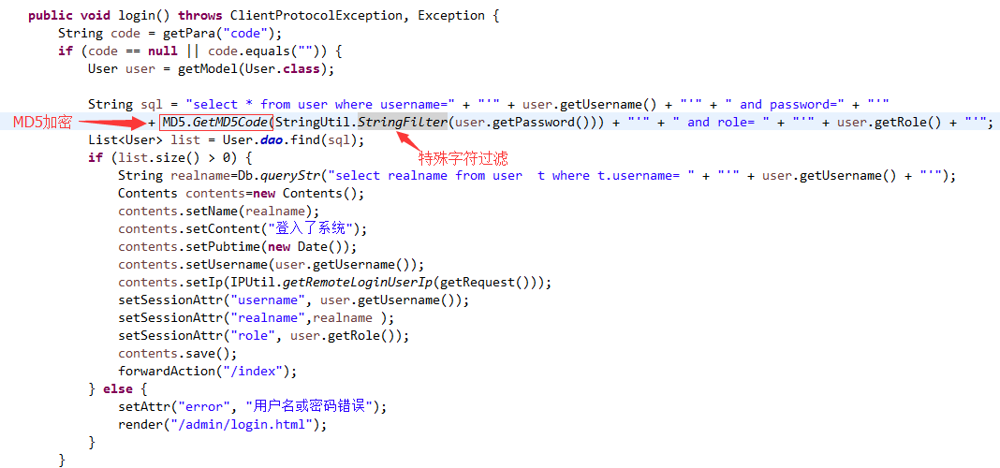 public void login() throws ClientProtocolException, Exception {
String code = getPara("code");
if (code == null || code.equals("")) {
User user = getModel(User.class);
String sql = "select * from user where username=" + "'" + user.getUsername() + "'" + " and password=" + "'"
MD5加密
+ MD5.GetMD5Code(StringUtil.StringFilter(user.getPassword())) + "'" + " and role= " + "'" + user.getRole() + "'";
List<User> list = User.dao.find(sql);
if (list.size() > 0) {
特殊字符过滤
String realname=Db.queryStr("select realname from user  t where t.username= " + "'" + user.getUsername() + "'");
Contents contents=new Contents();
contents.setName(realname);
contents.setContent("登入了系统");
contents.setPubtime(new Date());
contents.setUsername(user.getUsername());
contents.setIp(IPUtil.getRemoteLoginUserIp(getRequest()));
setSessionAttr("username", user.getUsername());
setSessionAttr("realname",realname );
setSessionAttr("role", user.getRole());
contents.save();
forwardAction("/index");
} else {
setAttr("error", "用户名或密码错误");
render("/admin/login.html");
}
}